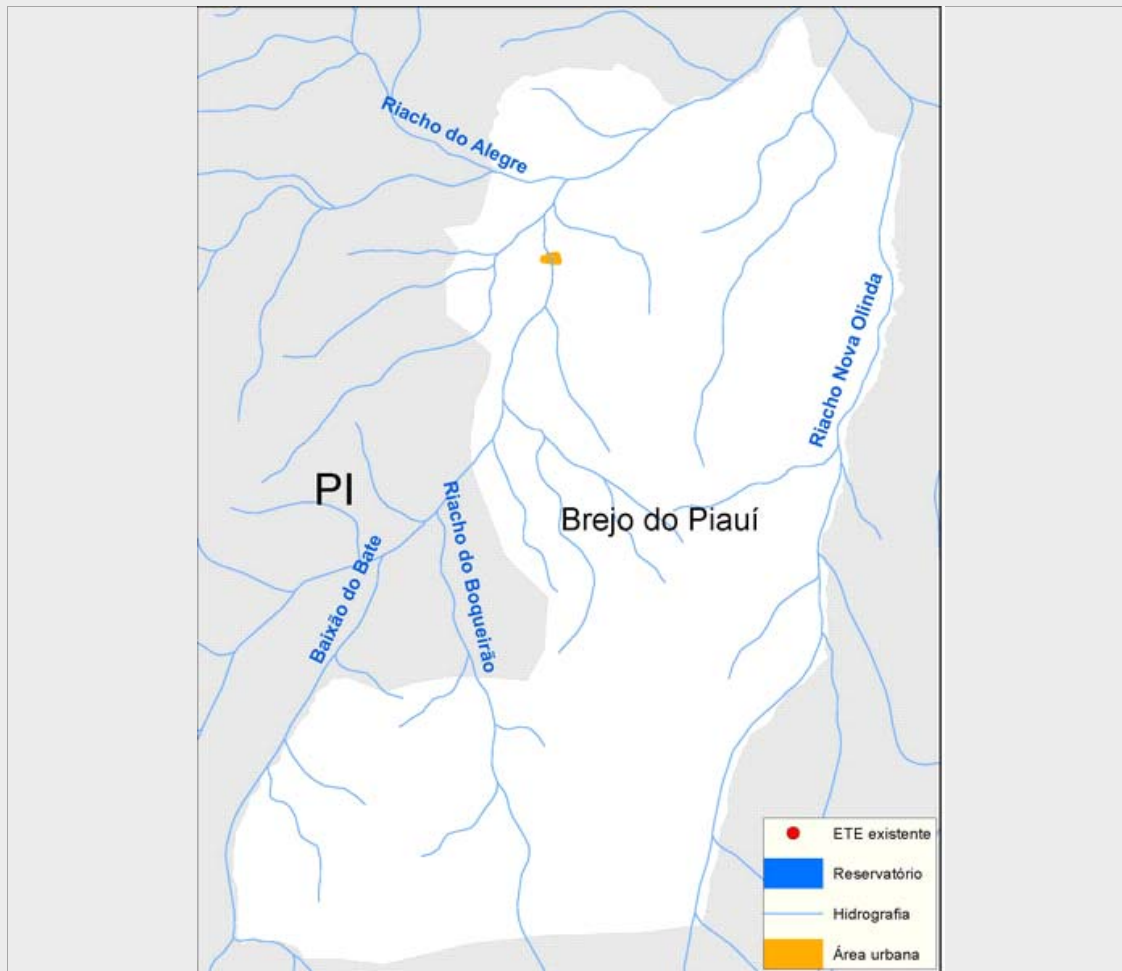 Riacho do Alegre
Riacho Nova Olinda
PI
Riacho do Boqueirão
Brejo do Piauí
Baixão do Bate
ETE existente
Reservatório
Hidrografia
Área urbana